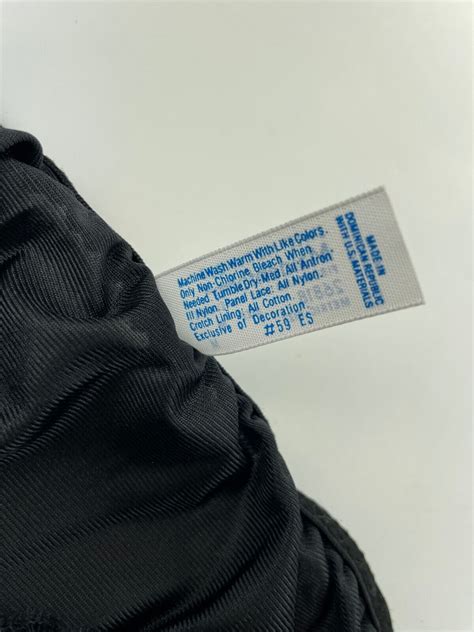 Machine Wash Warm With Like Colors.
Only Non-Chlorine Bleach When
Needed Tumble Dry-Med All Antron
III Nylon. Panel Lace: All Nylon.
Crotch Lining: All Cotton
Exclusive of Decoration
#59 ES
MADE IN
DOMINICAN REPUBLIC
WITH U.S. MATERIALS